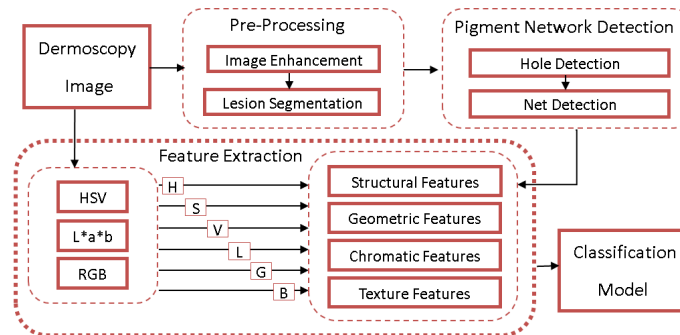 Dermoscopy
Image
Pre-Processing
Image Enhancement
Lesion Segmentation
Pigment Network Detection
Hole Detection
Net Detection
Feature Extraction
HSV
L*a*b
RGB
H
S
V
L
G
B
Structural Features
Geometric Features
Chromatic Features
Texture Features
Classification
Model